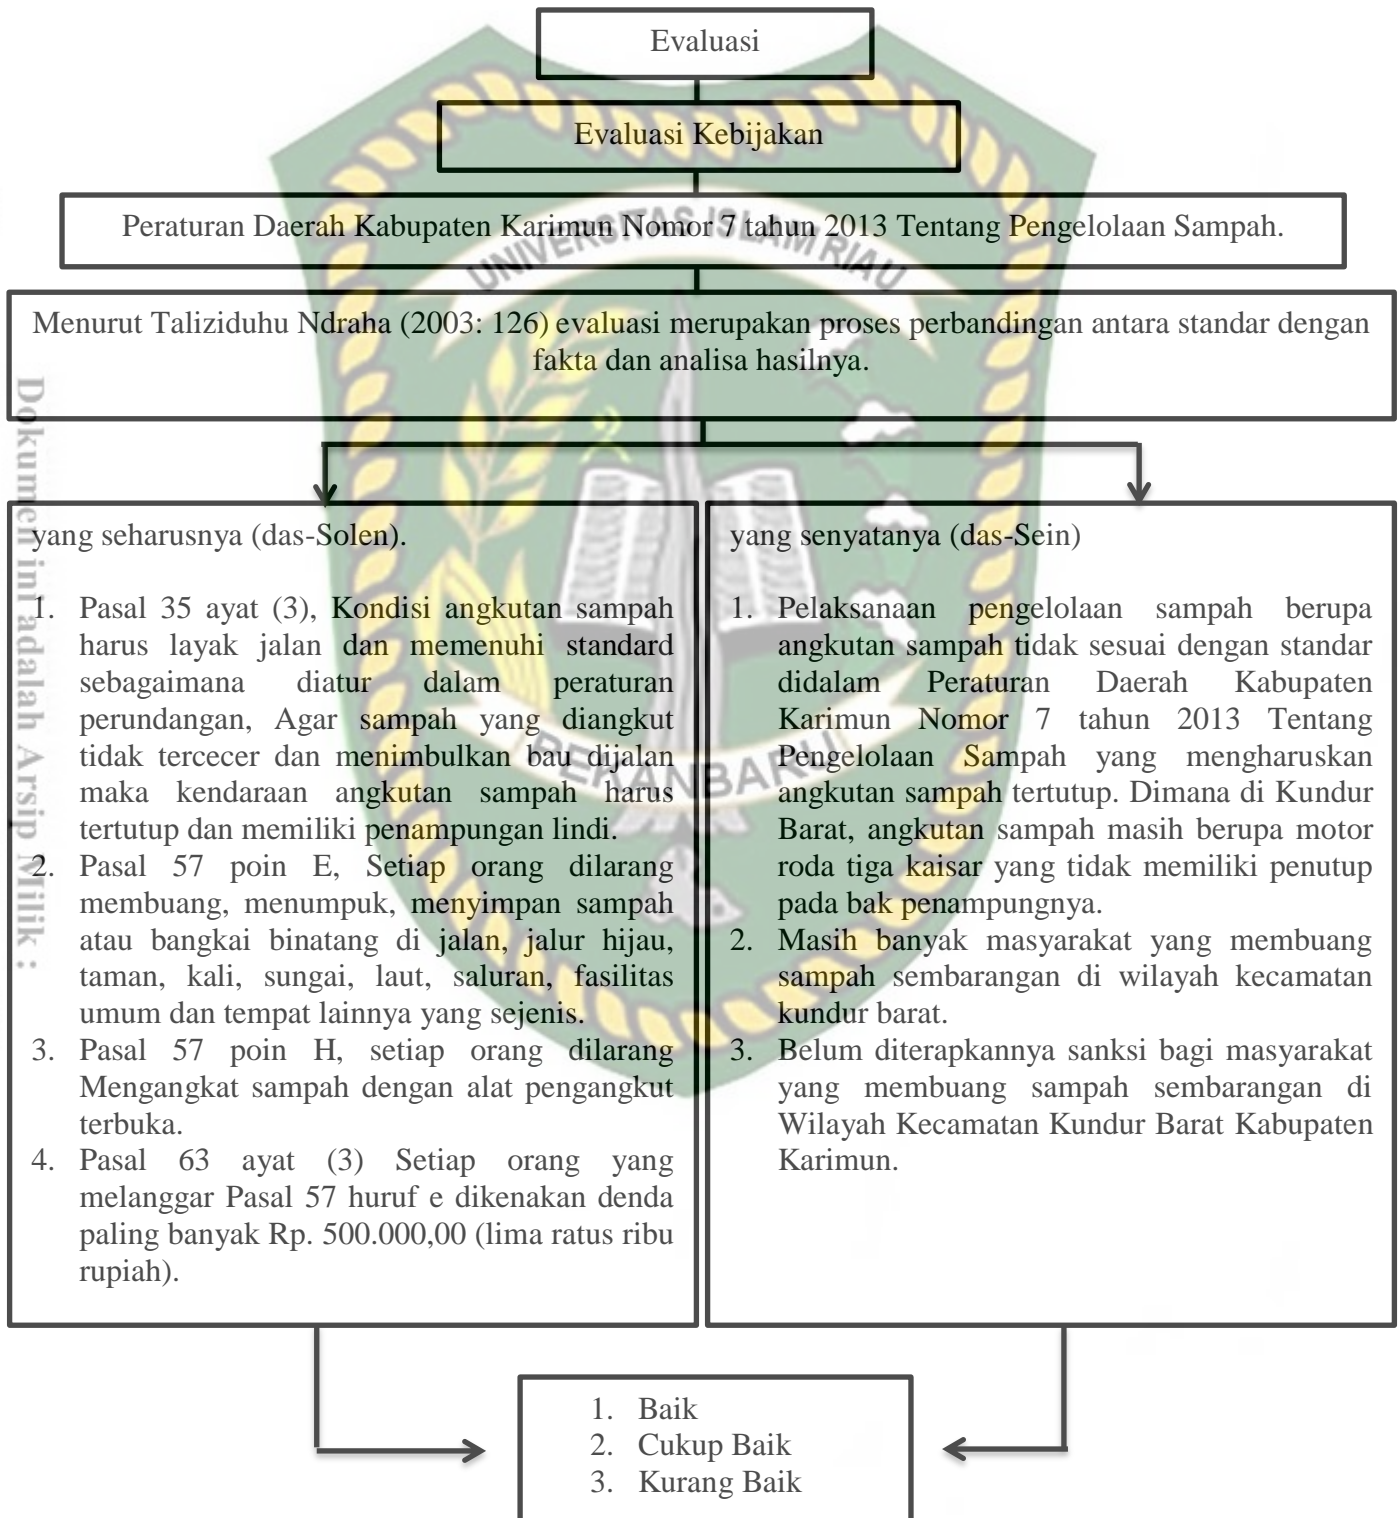 Evaluasi
Evaluasi Kebijakan
Peraturan Daerah Kabupaten Karimun Nomor 7 tahun 2013 Tentang Pengelolaan Sampah.
UNIVERSITAS ISLAM RIAU
Menurut Taliziduhu Ndraha (2003: 126) evaluasi merupakan proses perbandingan antara standar dengan
fakta dan analisa hasilnya.
yang seharusnya (das-Solen).
1. Pasal 35 ayat (3), Kondisi angkutan sampah
harus layak jalan dan memenuhi standard
sebagaimana diatur dalam peraturan
perundangan, Agar sampah yang diangkut
tidak tercecer dan menimbulkan bau dijalan
maka kendaraan angkutan sampah harus
tertutup dan memiliki penampungan lindi.
2. Pasal 57 poin E, Setiap orang dilarang
membuang, menumpuk, menyimpan sampah
atau bangkai binatang di jalan, jalur hijau,
taman, kali, sungai, laut, saluran, fasilitas
umum dan tempat lainnya yang sejenis.
3. Pasal 57 poin H, setiap orang dilarang
Mengangkat sampah dengan alat pengangkut
terbuka.
4. Pasal 63 ayat (3) Setiap orang yang
melanggar Pasal 57 huruf e dikenakan denda
paling banyak Rp. 500.000,00 (lima ratus ribu
rupiah).
yang senyatanya (das-Sein)
1. Pelaksanaan pengelolaan sampah berupa
angkutan sampah tidak sesuai dengan standar
didalam Peraturan Daerah Kabupaten
Karimun Nomor 7 tahun 2013 Tentang
Pengelolaan Sampah yang mengharuskan
angkutan sampah tertutup. Dimana di Kundur
Barat, angkutan sampah masih berupa motor
roda tiga kaisar yang tidak memiliki penutup
pada bak penampungnya.
2. Masih banyak masyarakat yang membuang
sampah sembarangan di wilayah kecamatan
kundur barat.
3. Belum diterapkannya sanksi bagi masyarakat
yang membuang sampah sembarangan di
Wilayah Kecamatan Kundur Barat Kabupaten
Karimun.
PEKANBARU
Dokumen ini adalah Arsip Milik :
1. Baik
2. Cukup Baik
3. Kurang Baik